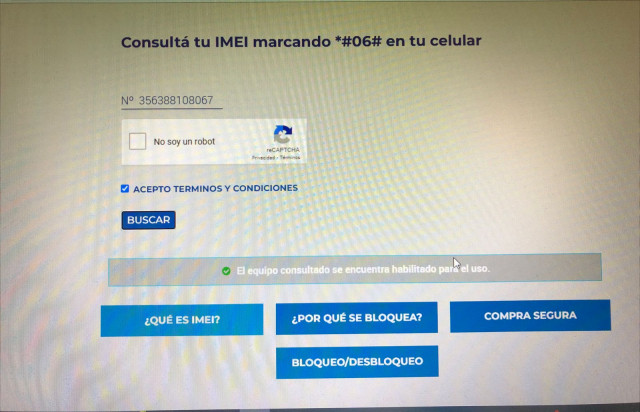 Consultá tu IMEI marcando *#06# en tu celular
Nº 356388108067
No soy un robot
reCAPTCHA
Privacidad - Términos
ACEPTO TERMINOS Y CONDICIONES
BUSCAR
El equipo consultado se encuentra habilitado para el uso.
¿QUÉ ES IMEI?
¿POR QUÉ SE BLOQUEA?
COMPRA SEGURA
BLOQUEO/DESBLOQUEO